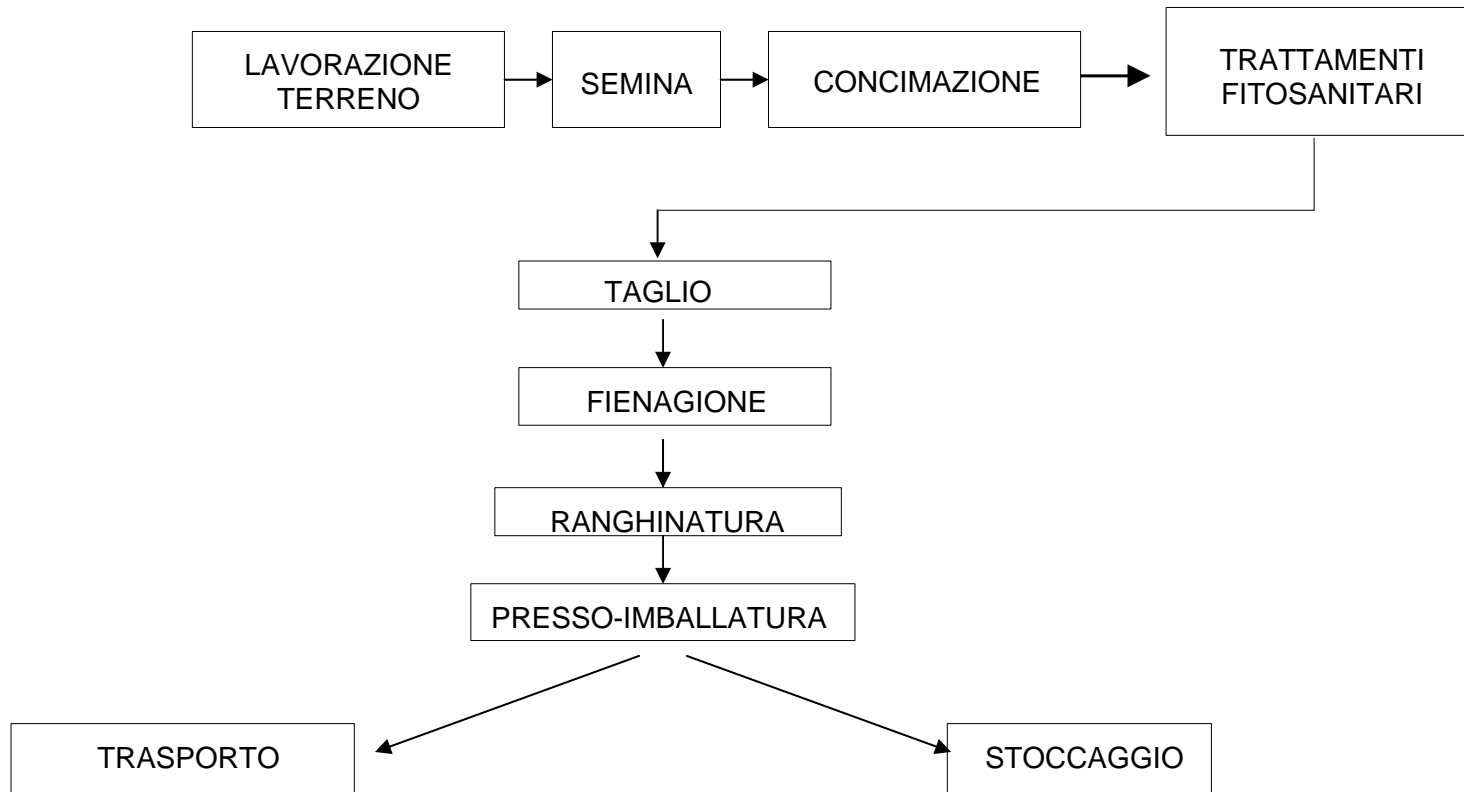 LAVORAZIONE
TERRENO
SEMINA
CONCIMAZIONE
TRATTAMENTI
FITOSANITARI
TAGLIO
FIENAGIONE
RANGHINATURA
PRESSO-IMBALLATURA
TRASPORTO
STOCCAGGIO